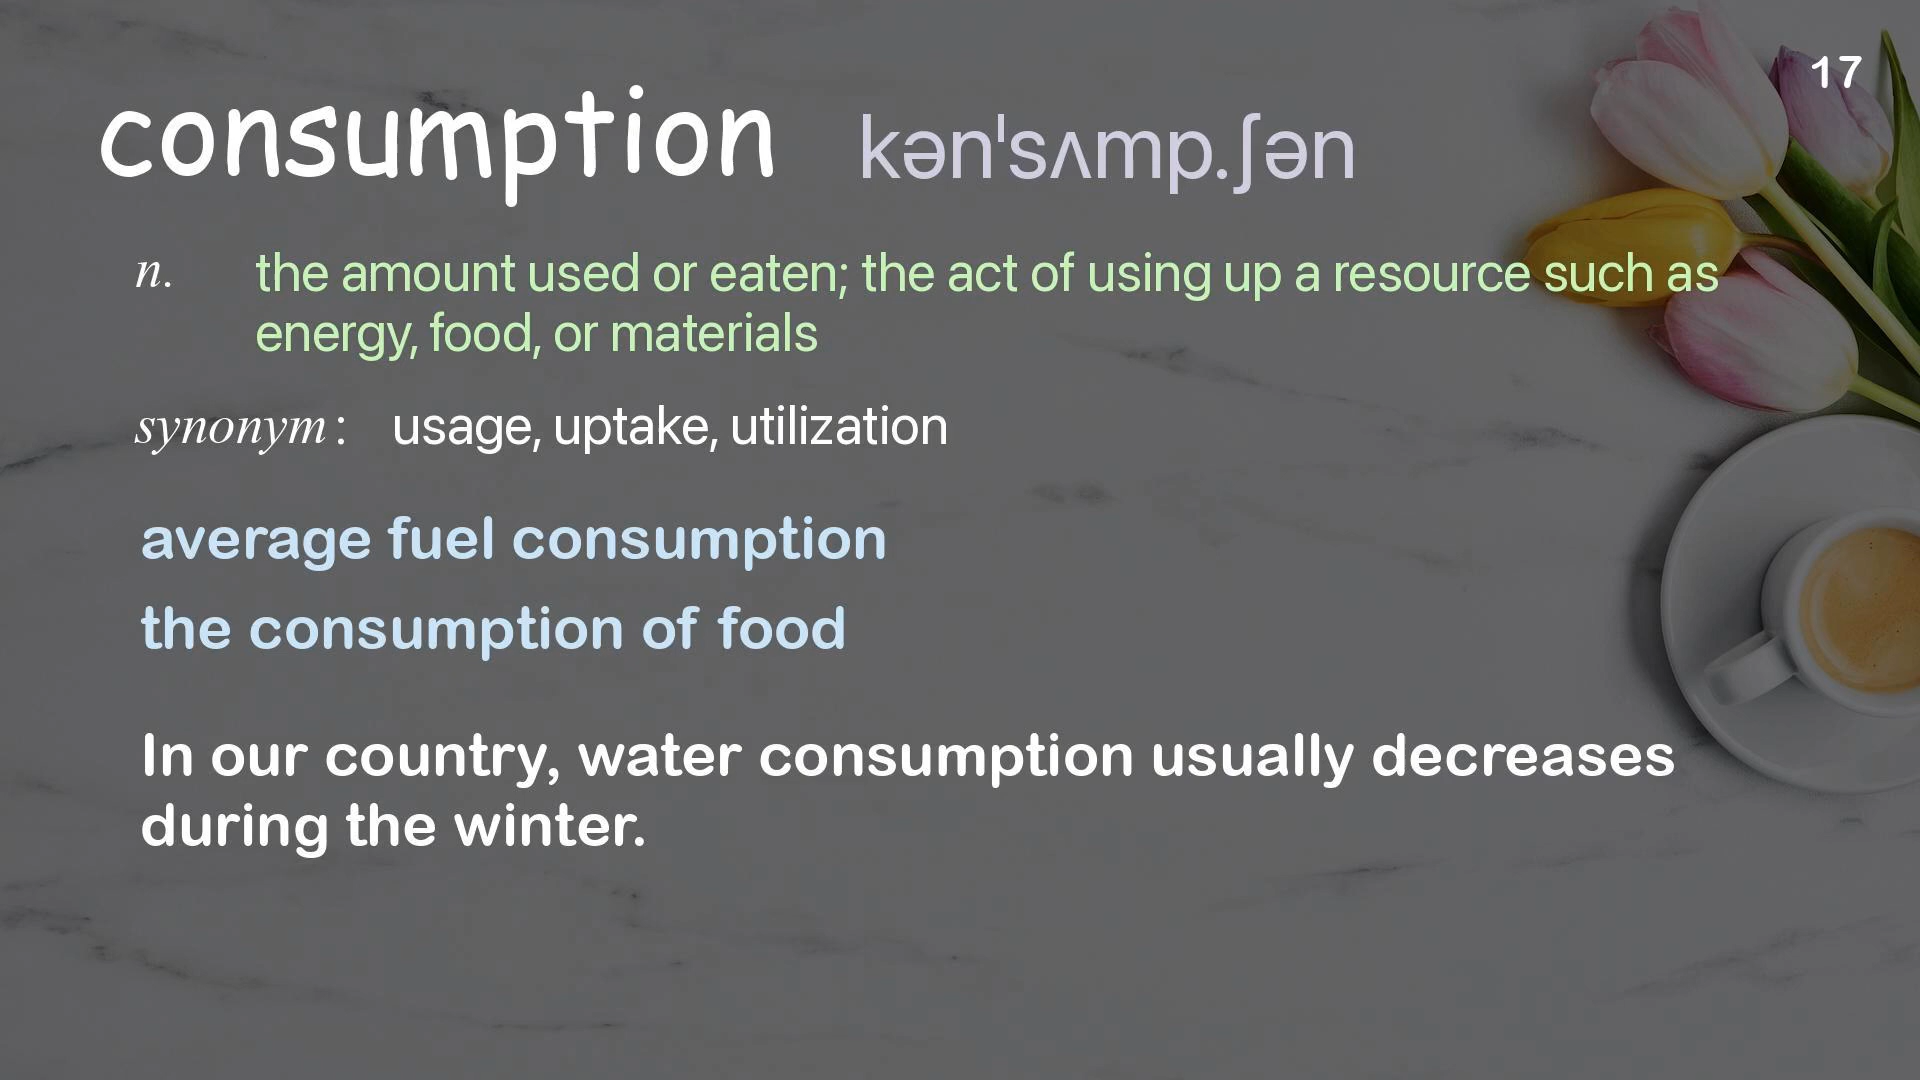 17
consumption kən'sʌmp.ʃən
n. the amount used or eaten; the act of using up a resource such as
energy, food, or materials
synonym: usage, uptake, utilization
average fuel consumption
the consumption of food
In our country, water consumption usually decreases
during the winter.